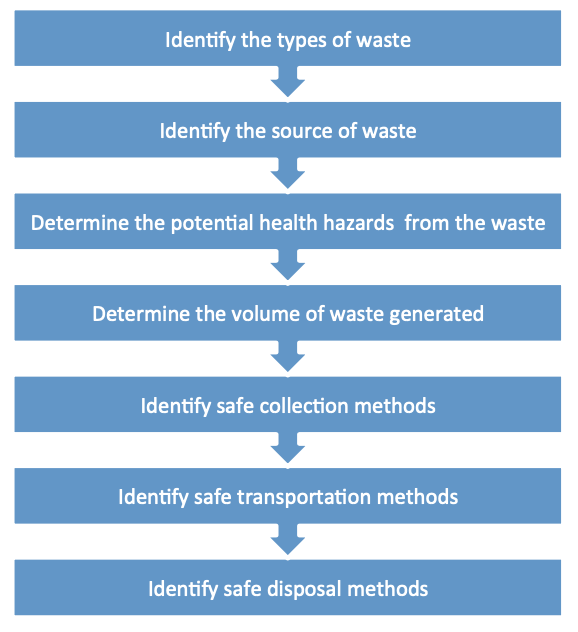 Identify the types of waste
Identify the source of waste
Determine the potential health hazards  from the waste
Determine the volume of waste generated
Identify safe collection methods
Identify safe transportation methods
Identify safe disposal methods